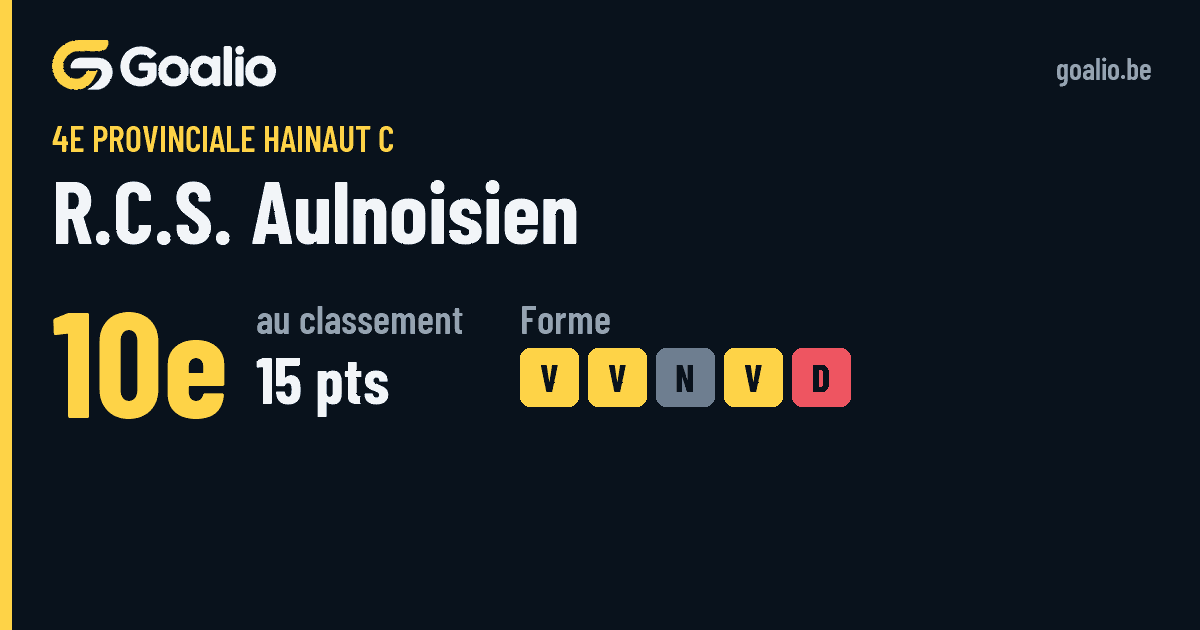 Goalio
goalio.be
4E PROVINCIALE HAINAUT C
R.C.S. Aulnoisien
10e
au classement
15 pts
Forme
V V N V D